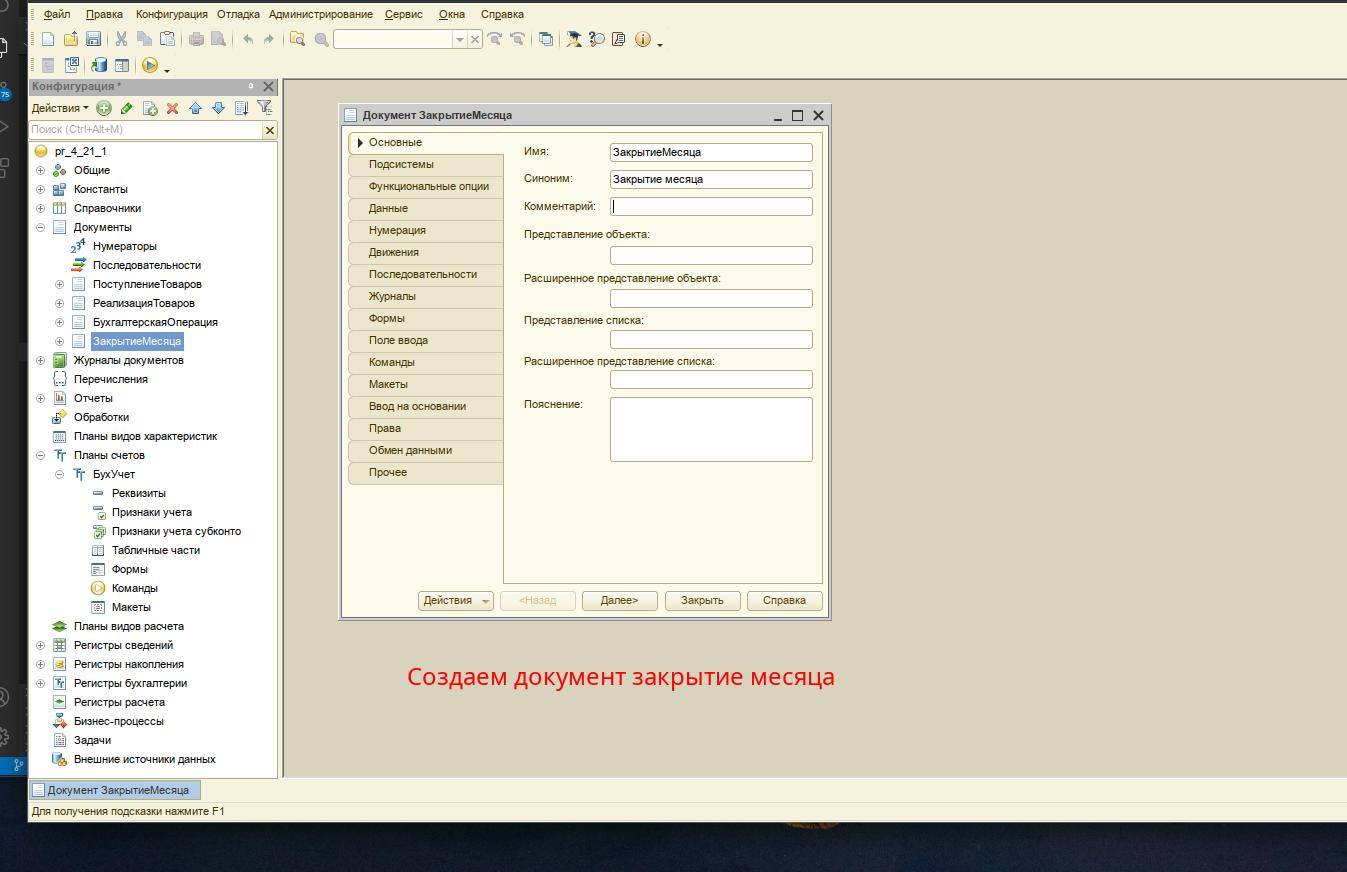 Файл Правка Конфигурация Отладка Администрирование Сервис Окна Справка
75
Конфигурация *
Действия
Поиск (Ctrl+Alt+M)
pr_4_21_1
Общие
Константы
Справочники
Документы
Нумераторы
Последовательности
ПоступлениеТоваров
РеализацияТоваров
БухгалтерскаяОперация
ЗакрытиеМесяца
Журналы документов
Перечисления
Отчеты
Обработки
Планы видов характеристик
Планы счетов
БухУчет
Реквизиты
Признаки учета
Признаки учета субконто
Табличные части
Формы
Команды
Макеты
Планы видов расчета
Регистры сведений
Регистры накопления
Регистры бухгалтерии
Регистры расчета
Бизнес-процессы
Задачи
Внешние источники данных
Документ ЗакрытиеМесяца
Основные
Подсистемы
Функциональные опции
Данные
Нумерация
Движения
Последовательности
Журналы
Формы
Поле ввода
Команды
Макеты
Ввод на основании
Права
Обмен данными
Прочее
Имя: ЗакрытиеМесяца
Синоним: Закрытие месяца
Комментарий:
Представление объекта:
Расширенное представление объекта:
Представление списка:
Расширенное представление списка:
Пояснение:
Действия <Назад Далее> Закрыть Справка
Создаем документ закрытие месяца
Документ ЗакрытиеМесяца
Для получения подсказки нажмите F1